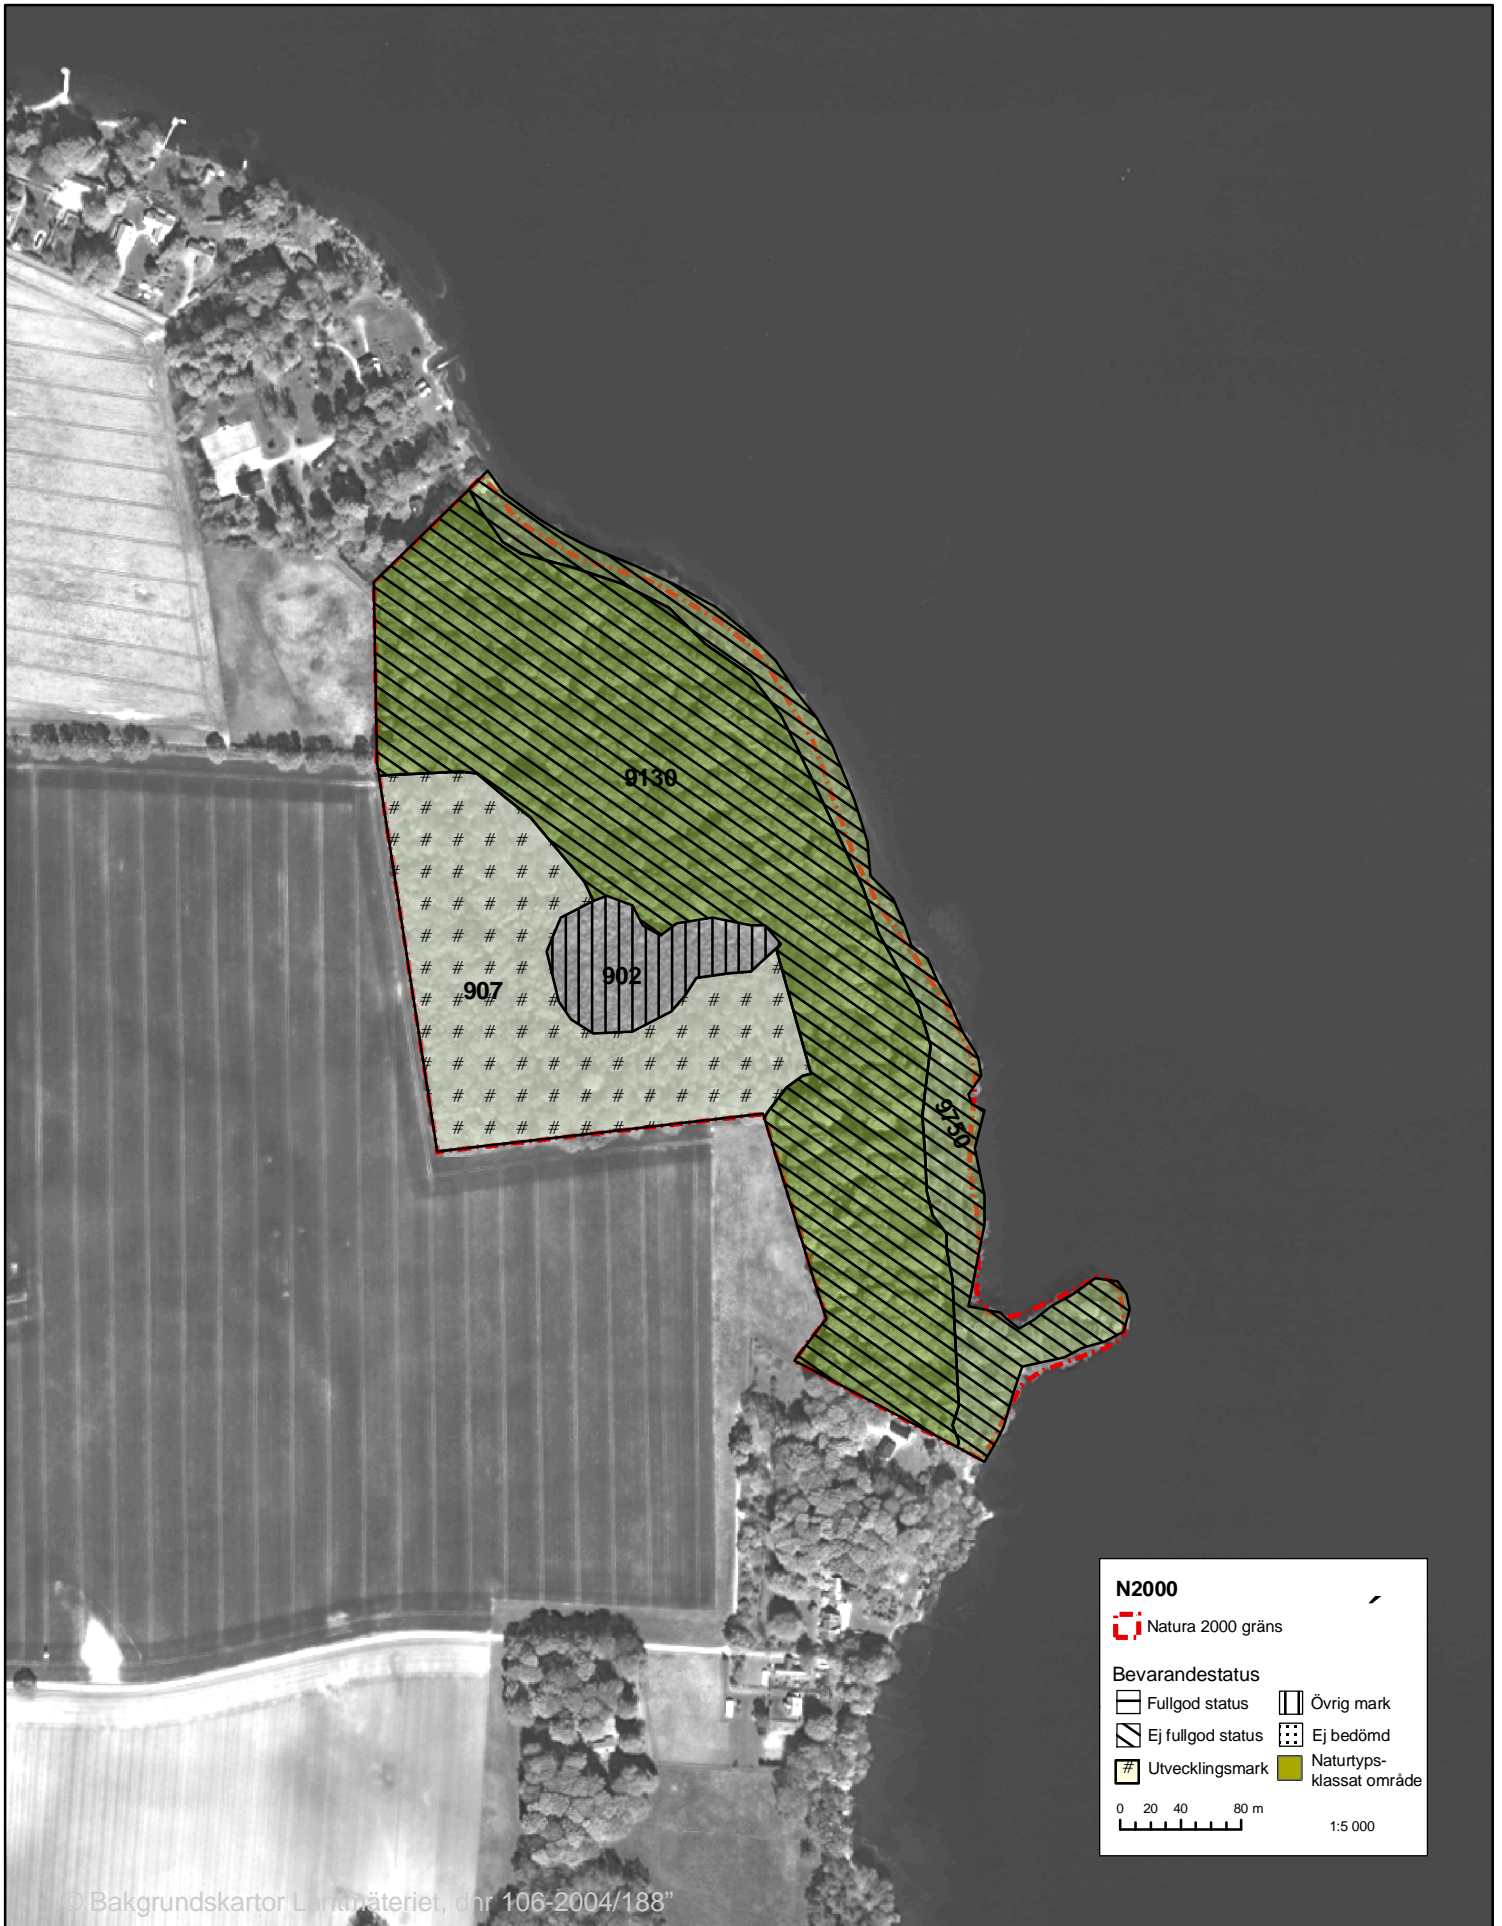 9130
907
902
9750
N2000
Natura 2000 gräns
Bevarandestatus
Fullgod status
Övrig mark
Ej fullgod status
Ej bedömd
Utvecklingsmark
Naturtyps-
klassat område
0 20 40 80 m
1:5 000
© Bakgrundskartor Lantmäteriet, dnr 106-2004/188”